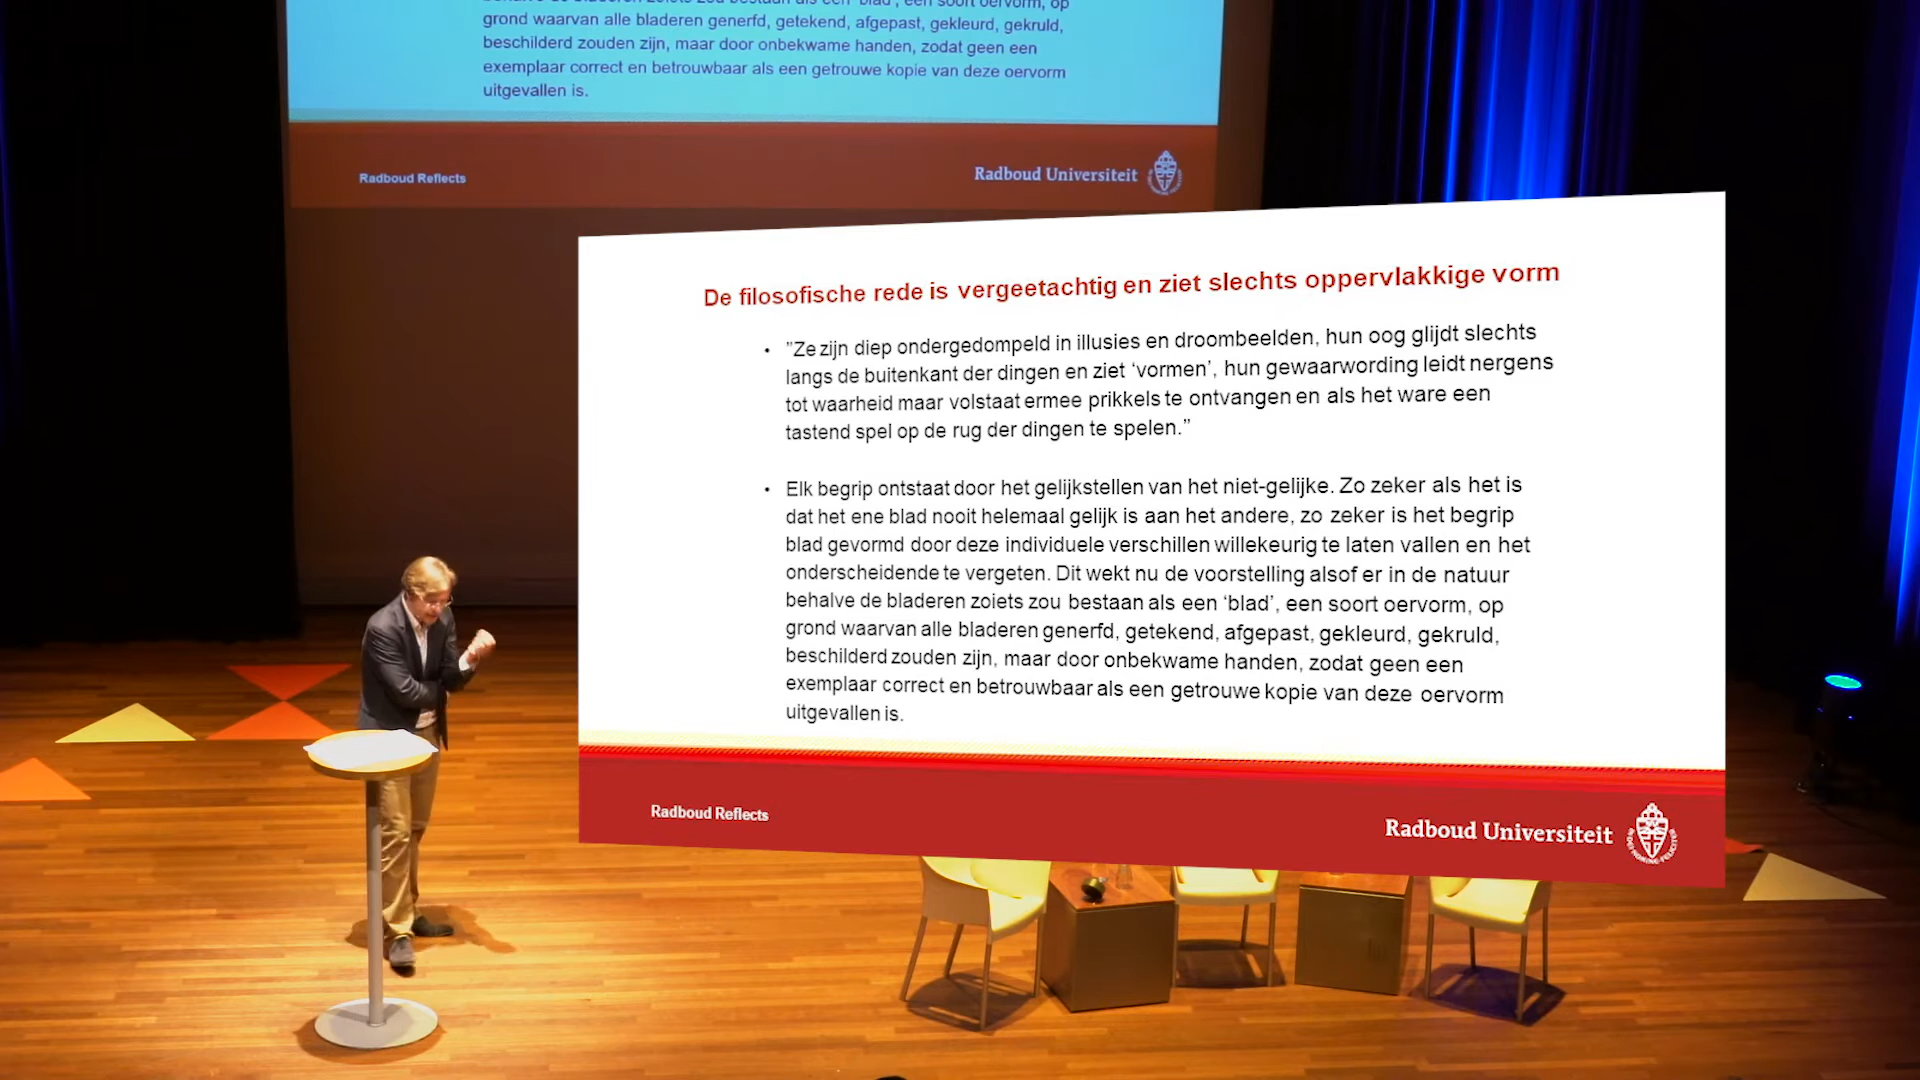 grond waarvan alle bladeren generfd, getekend, afgepast, gekleurd, gekruld,
beschilderd zouden zijn, maar door onbekwame handen, zodat geen een
exemplaar correct en betrouwbaar als een getrouwe kopie van deze oervorm
uitgevallen is.
Radboud Reflects
Radboud Universiteit
De filosofische rede is vergeetachtig en ziet slechts oppervlakkige vorm
• ”Ze zijn diep ondergedompeld in illusies en droombeelden, hun oog glijdt slechts
langs de buitenkant der dingen en ziet ‘vormen’, hun gewaarwording leidt nergens
tot waarheid maar volstaat ermee prikkels te ontvangen en als het ware een
tastend spel op de rug der dingen te spelen.”
• Elk begrip ontstaat door het gelijkstellen van het niet-gelijke. Zo zeker als het is
dat het ene blad nooit helemaal gelijk is aan het andere, zo zeker is het begrip
blad gevormd door deze individuele verschillen willekeurig te laten vallen en het
onderscheidende te vergeten. Dit wekt nu de voorstelling alsof er in de natuur
behalve de bladeren zoiets zou bestaan als een ‘blad’, een soort oervorm, op
grond waarvan alle bladeren generfd, getekend, afgepast, gekleurd, gekruld,
beschilderd zouden zijn, maar door onbekwame handen, zodat geen een
exemplaar correct en betrouwbaar als een getrouwe kopie van deze oervorm
uitgevallen is.
Radboud Reflects
Radboud Universiteit